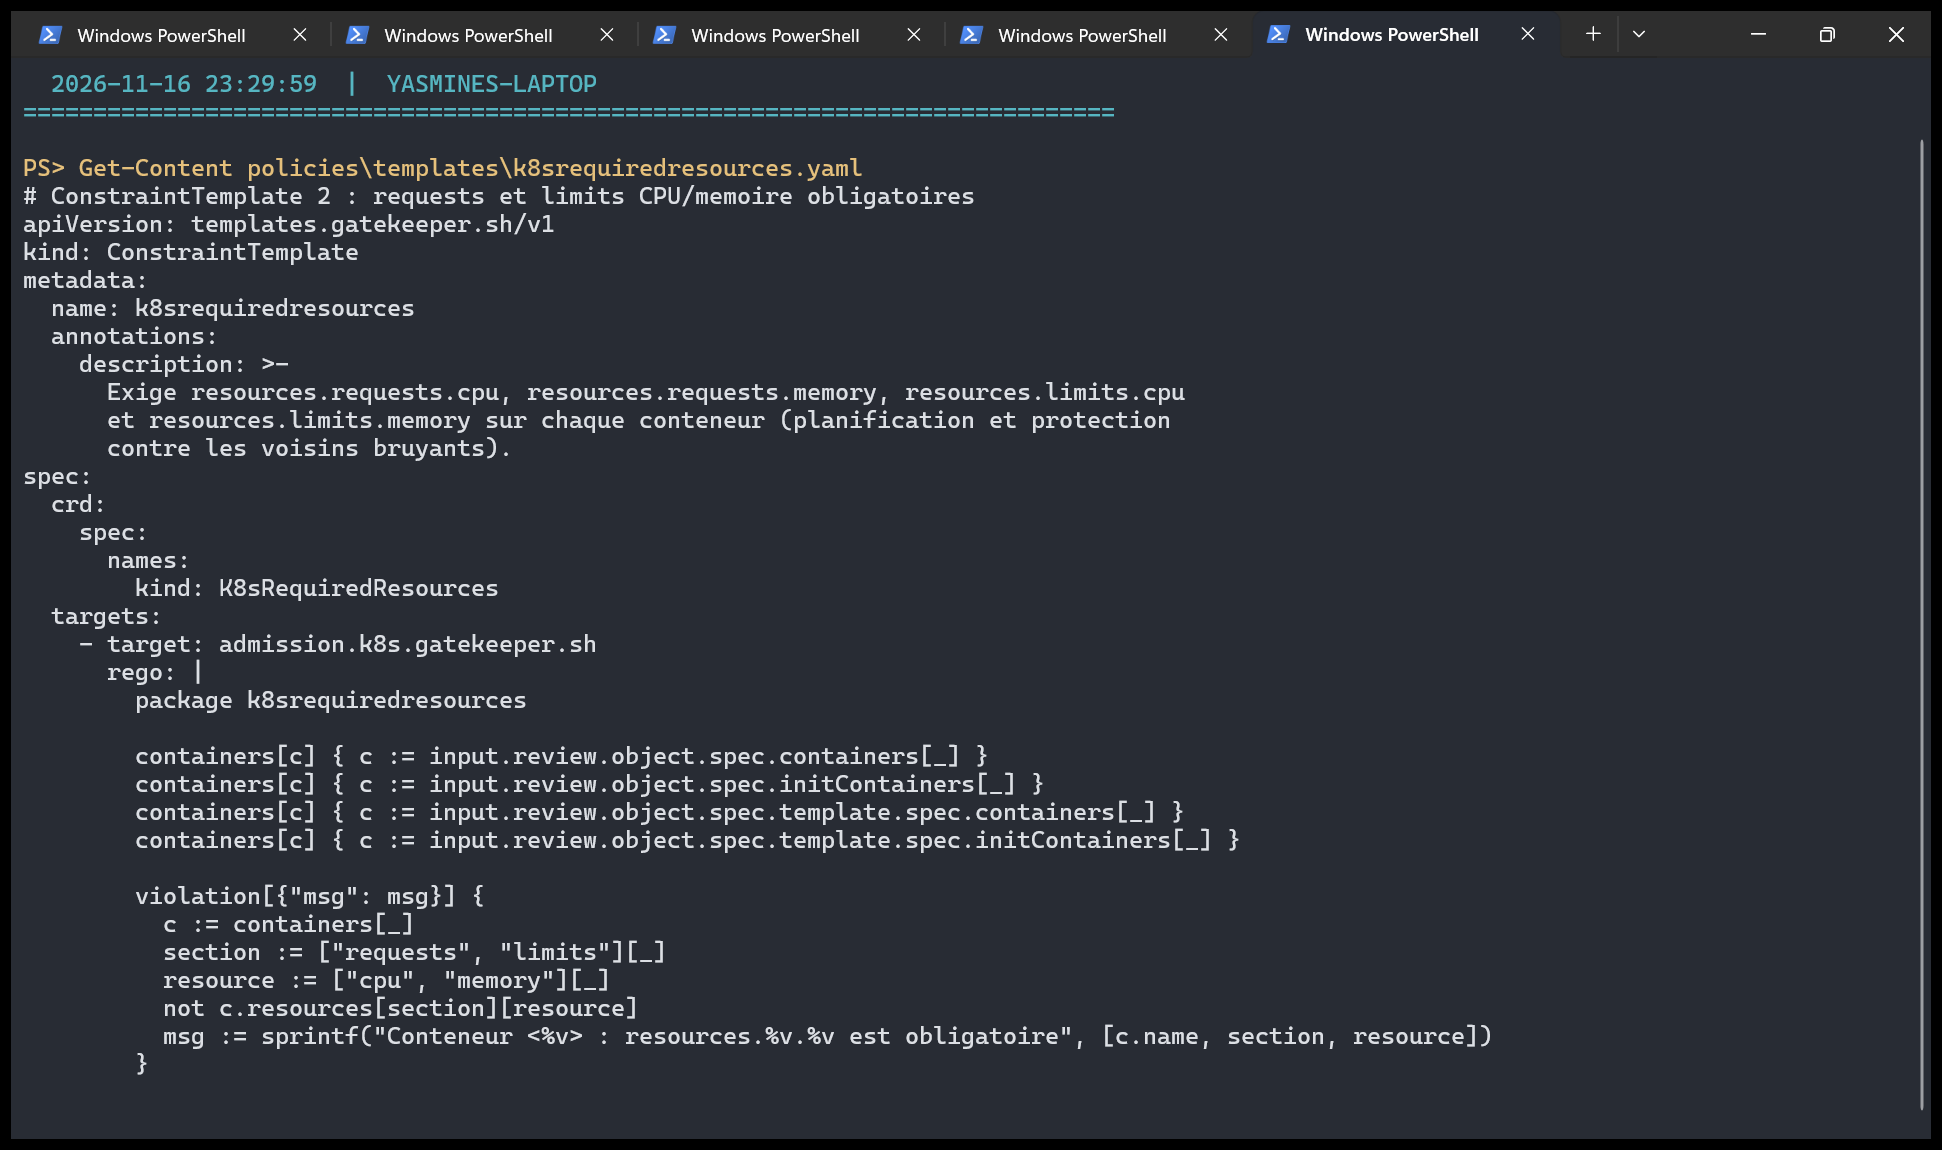 Windows PowerShell Windows PowerShell Windows PowerShell Windows PowerShell Windows PowerShell
  2026-11-16 23:29:59  |  YASMINES-LAPTOP
==============================================================================

PS> Get-Content policies\templates\k8srequiredresources.yaml
# ConstraintTemplate 2 : requests et limits CPU/memoire obligatoires
apiVersion: templates.gatekeeper.sh/v1
kind: ConstraintTemplate
metadata:
  name: k8srequiredresources
  annotations:
    description: >-
      Exige resources.requests.cpu, resources.requests.memory, resources.limits.cpu
      et resources.limits.memory sur chaque conteneur (planification et protection
      contre les voisins bruyants).
spec:
  crd:
    spec:
      names:
        kind: K8sRequiredResources
  targets:
    - target: admission.k8s.gatekeeper.sh
      rego: |
        package k8srequiredresources

        containers[c] { c := input.review.object.spec.containers[_] }
        containers[c] { c := input.review.object.spec.initContainers[_] }
        containers[c] { c := input.review.object.spec.template.spec.containers[_] }
        containers[c] { c := input.review.object.spec.template.spec.initContainers[_] }

        violation[{"msg": msg}] {
          c := containers[_]
          section := ["requests", "limits"][_]
          resource := ["cpu", "memory"][_]
          not c.resources[section][resource]
          msg := sprintf("Conteneur <%v> : resources.%v.%v est obligatoire", [c.name, section, resource])
        }